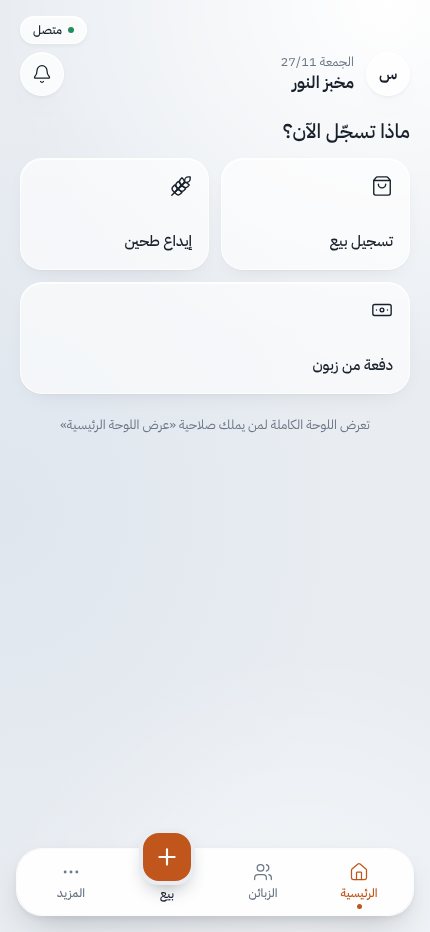 متصل
الجمعة 27/11
مخبز النور
س
ماذا تسجّل الآن؟
تسجيل بيع
إيداع طحين
دفعة من زبون
تعرض اللوحة الكاملة لمن يملك صلاحية «عرض اللوحة الرئيسية»
الرئيسية
الزبائن
بيع
المزيد